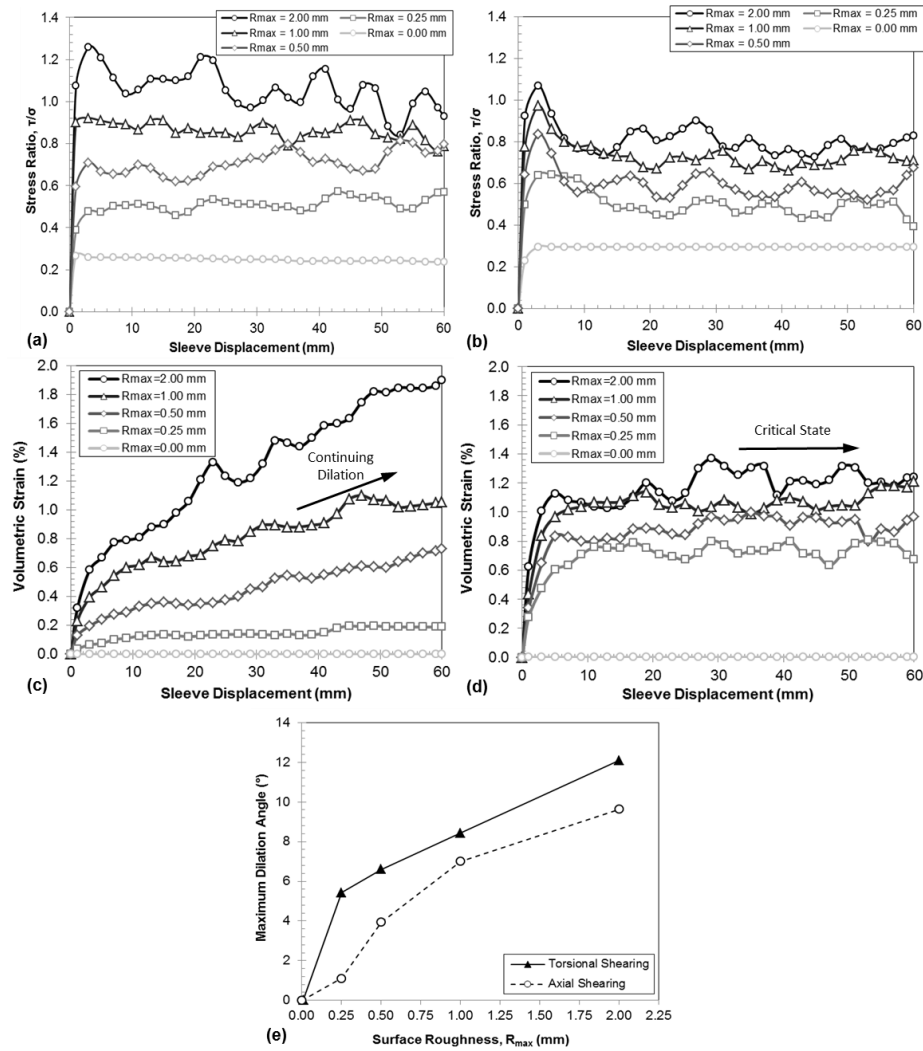 Rmax = 2.00 mm
Rmax = 0.25 mm
Rmax = 1.00 mm
Rmax = 0.00 mm
Rmax = 0.50 mm
1.4
1.2
1.0
0.8
0.6
0.4
0.2
0.0
Stress Ratio, τ/σ
0
10
20
30
40
50
60
(a)
Sleeve Displacement (mm)
Rmax = 2.00 mm
Rmax = 0.25 mm
Rmax = 1.00 mm
Rmax = 0.00 mm
Rmax = 0.50 mm
1.4
1.2
1.0
0.8
0.6
0.4
0.2
0.0
Stress Ratio, τ/σ
0
10
20
30
40
50
60
(b)
Sleeve Displacement (mm)
2.0
1.8
1.6
1.4
1.2
1.0
0.8
0.6
0.4
0.2
0.0
Volumetric Strain (%)
Rmax=2.00 mm
Rmax=1.00 mm
Rmax=0.50 mm
Rmax=0.25 mm
Rmax=0.00 mm
Continuing
Dilation
0
10
20
30
40
50
60
(c)
Sleeve Displacement (mm)
2.0
1.8
1.6
1.4
1.2
1.0
0.8
0.6
0.4
0.2
0.0
Volumetric Strain (%)
Rmax=2.00 mm
Rmax=1.00 mm
Rmax=0.50 mm
Rmax=0.25 mm
Rmax=0.00 mm
Critical State
0
10
20
30
40
50
60
(d)
Sleeve Displacement (mm)
14
12
10
8
6
4
2
0
Maximum Dilation Angle (°)
Torsional Shearing
Axial Shearing
0.00
0.25
0.50
0.75
1.00
1.25
1.50
1.75
2.00
2.25
(e)
Surface Roughness, Rmax (mm)